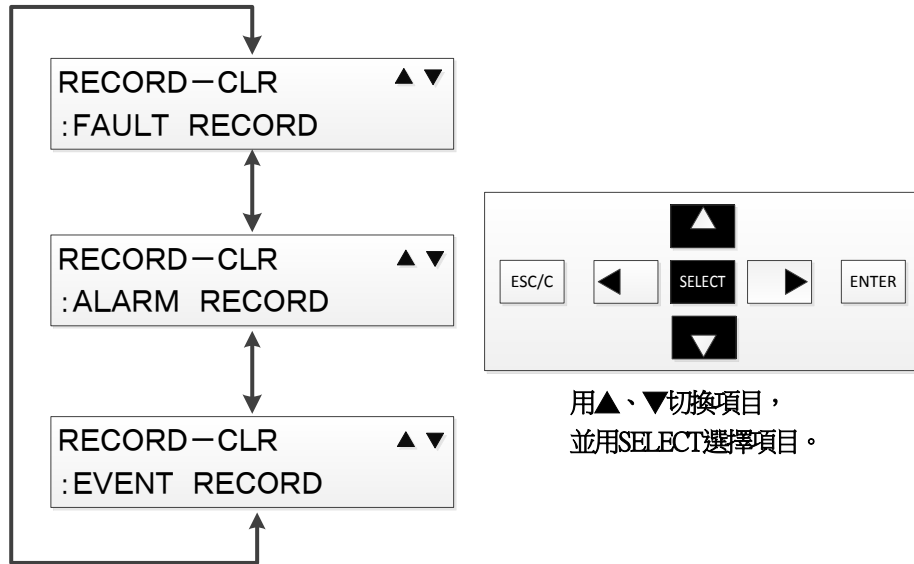 RECORD－CLR ▲ ▼
:FAULT RECORD
RECORD－CLR ▲ ▼
:ALARM RECORD
RECORD－CLR ▲ ▼
:EVENT RECORD
▲
ESC/C ◀ SELECT ▶ ENTER
▼
用▲、▼切換項目，
並用SELECT選擇項目。